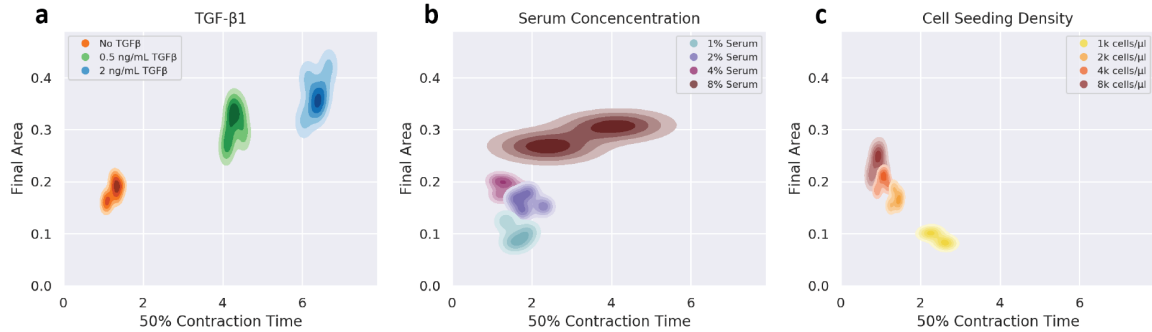 a
TGF-β1
No TGFβ
0.5 ng/mL TGFβ
2 ng/mL TGFβ
Final Area
0.4
0.3
0.2
0.1
0.0
0 2 4 6
50% Contraction Time
b
Serum Concencentration
1% Serum
2% Serum
4% Serum
8% Serum
Final Area
0.4
0.3
0.2
0.1
0.0
0 2 4 6
50% Contraction Time
c
Cell Seeding Density
1k cells/μl
2k cells/μl
4k cells/μl
8k cells/μl
Final Area
0.4
0.3
0.2
0.1
0.0
0 2 4 6
50% Contraction Time